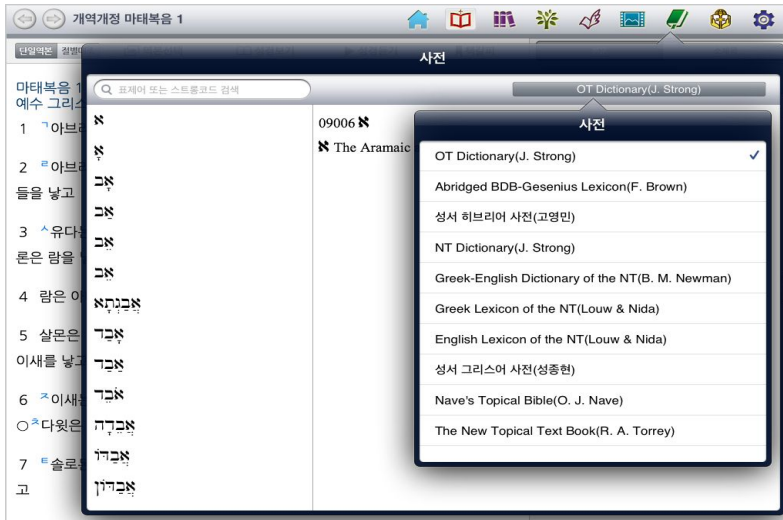 개역개정 마태복음 1
단일역본 절별
사전
마태복음 1
예수 그리스
표제어 또는 스트롱코드 검색
OT Dictionary(J. Strong)
1 ㄱ아브라
2 ㄹ아브라
들을 낳고
3 ㅅ유다는
론은 람을
4 람은 아
5 살몬은
이새를 낳고
6 ㅈ이새는
○ㅊ다윗은
7 ㅌ솔로몬
고
א
אָ
אָב
אַב
אֵב
אֵב
אֲבַגְתָא
אָבַד
אֲבַד
אֹבֵד
אֲבֵדָה
אֲבַדּוֹ
אֲבַדּוֹן
09006 א
א The Aramaic
사전
OT Dictionary(J. Strong)
Abridged BDB-Gesenius Lexicon(F. Brown)
성서 히브리어 사전(고영민)
NT Dictionary(J. Strong)
Greek-English Dictionary of the NT(B. M. Newman)
Greek Lexicon of the NT(Louw & Nida)
English Lexicon of the NT(Louw & Nida)
성서 그리스어 사전(성종현)
Nave's Topical Bible(O. J. Nave)
The New Topical Text Book(R. A. Torrey)